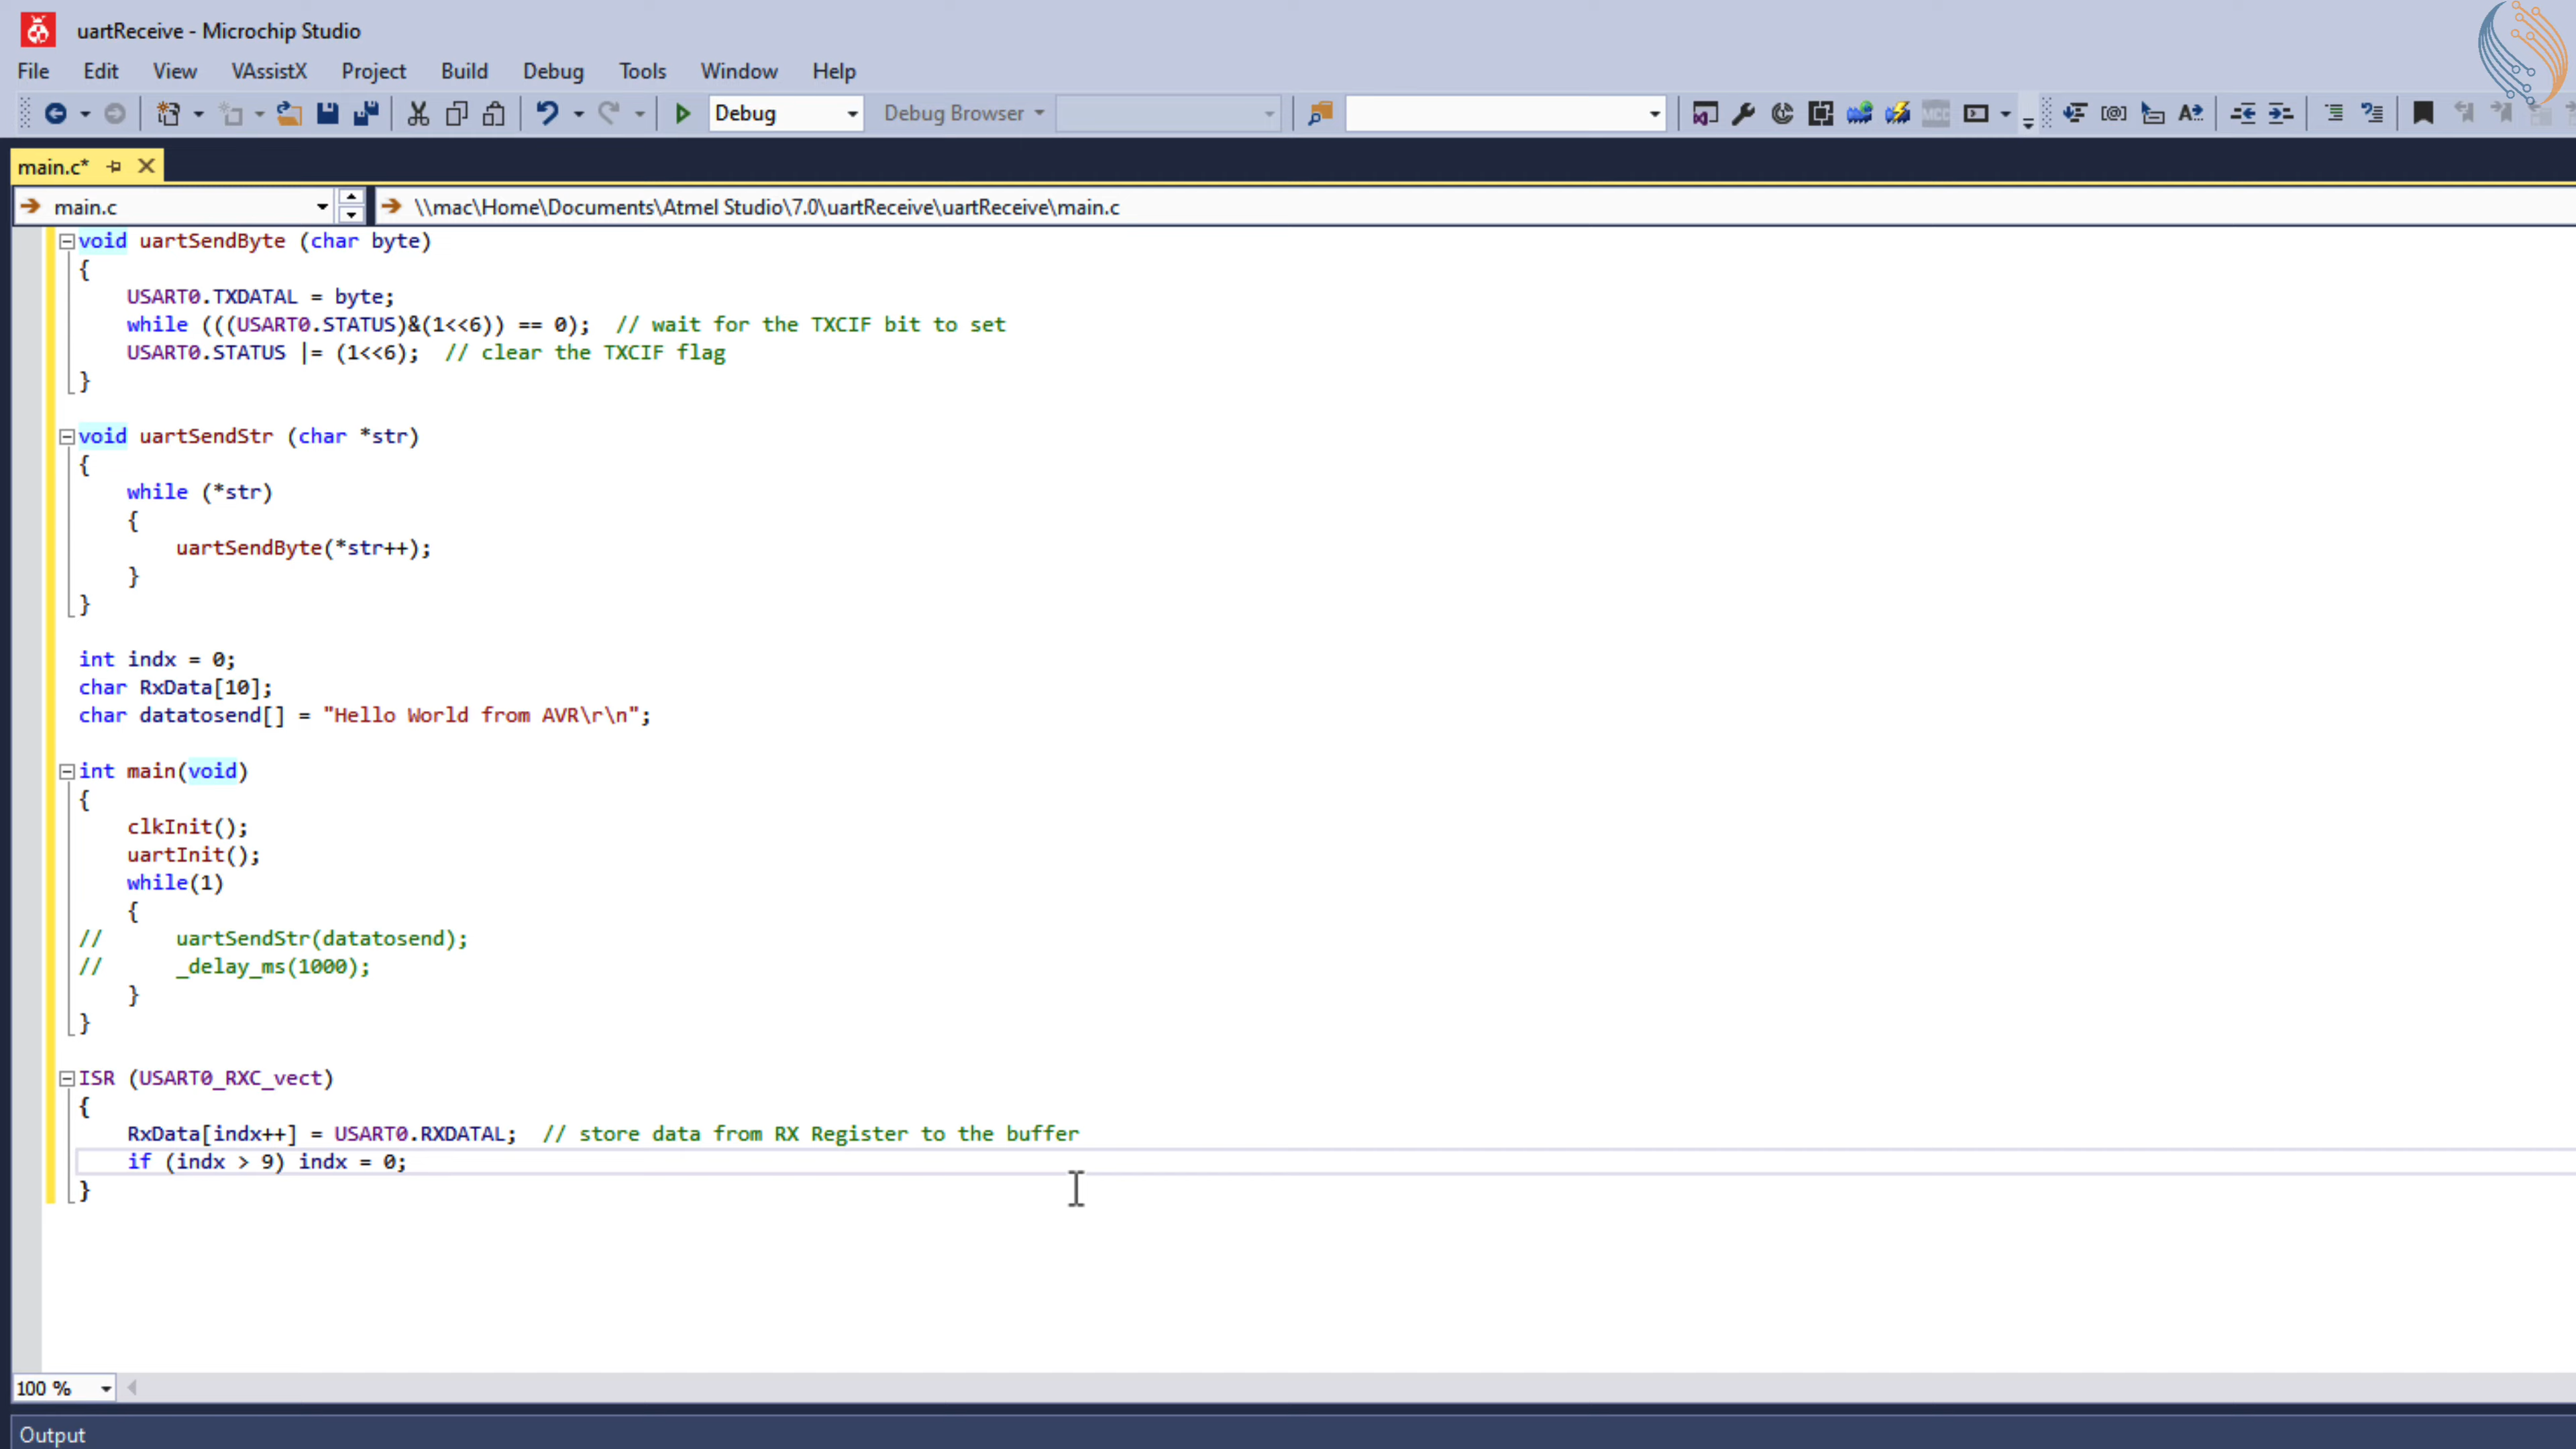 uartReceive - Microchip Studio
File Edit View VAssistX Project Build Debug Tools Window Help
Debug Debug Browser
main.c*
main.c \\mac\Home\Documents\Atmel Studio\7.0\uartReceive\uartReceive\main.c
void uartSendByte (char byte)
{
USART0.TXDATAL = byte;
while (((USART0.STATUS)&(1<<6)) == 0); // wait for the TXCIF bit to set
USART0.STATUS |= (1<<6); // clear the TXCIF flag
}
void uartSendStr (char *str)
{
while (*str)
{
uartSendByte(*str++);
}
}
int indx = 0;
char RxData[10];
char datatosend[] = "Hello World from AVR\r\n";
int main(void)
{
clkInit();
uartInit();
while(1)
{
// uartSendStr(datatosend);
// _delay_ms(1000);
}
}
ISR (USART0_RXC_vect)
{
RxData[indx++] = USART0.RXDATAL; // store data from RX Register to the buffer
if (indx > 9) indx = 0;
}
100 %
Output